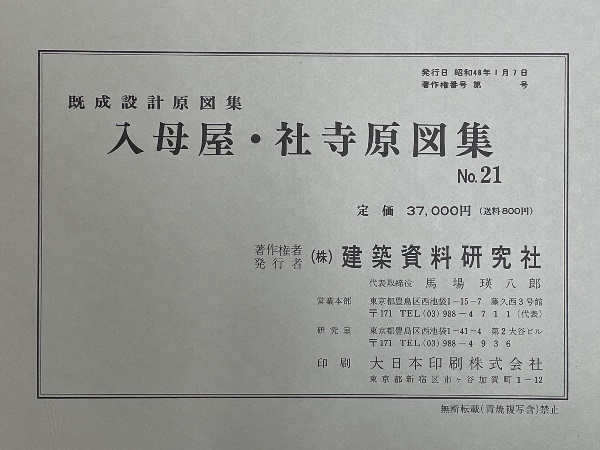 発行日 昭和48年1月7日
著作権番号 第　　　号
既成設計原図集
入母屋・社寺原図集
No.21
定価 37,000円 (送料800円)
著作権者
発行者 (株) 建築資料研究社
代表取締役 馬場瑛八郎
営業本部 東京都豊島区西池袋1-15-7 藤久西3号館
〒171 TEL (03) 988-4711 (代表)
研究室 東京都豊島区西池袋1-41-4 第2大谷ビル
〒171 TEL (03) 988-4936
印刷 大日本印刷株式会社
東京都新宿区市ヶ谷加賀町1-12
無断転載(青焼複写含)禁止